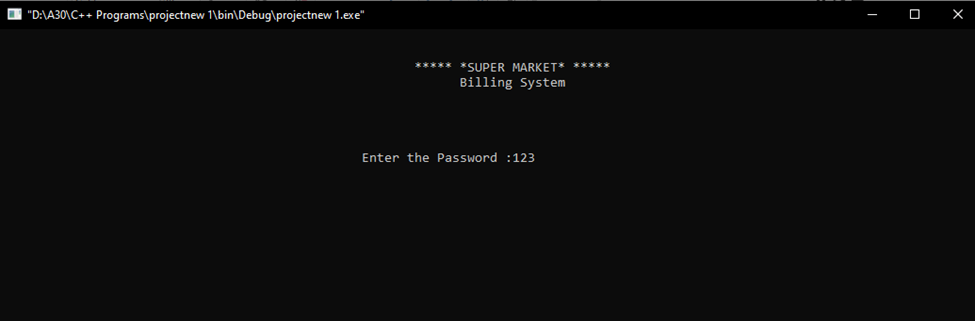 "D:\A30\C++ Programs\projectnew 1\bin\Debug\projectnew 1.exe"
***** *SUPER MARKET* *****
Billing System
Enter the Password :123